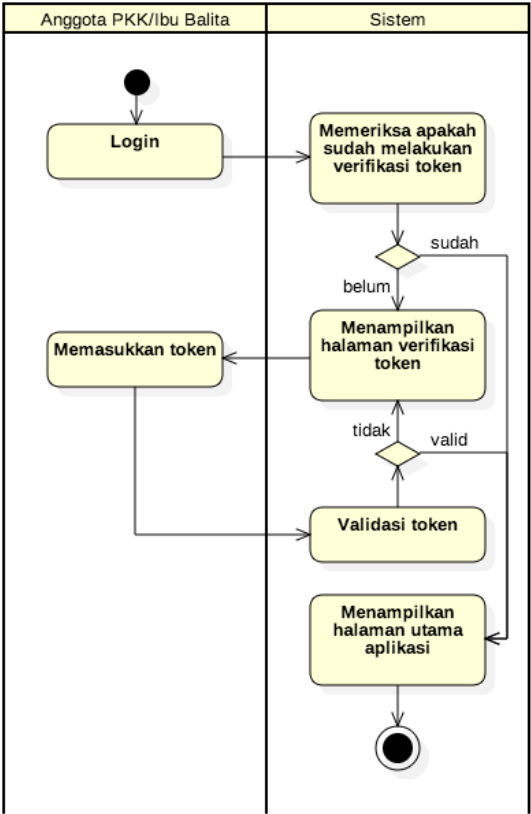 Anggota PKK/Ibu Balita
Sistem
Login
Memeriksa apakah
sudah melakukan
verifikasi token
sudah
belum
Menampilkan
halaman verifikasi
token
Memasukkan token
tidak
valid
Validasi token
Menampilkan
halaman utama
aplikasi